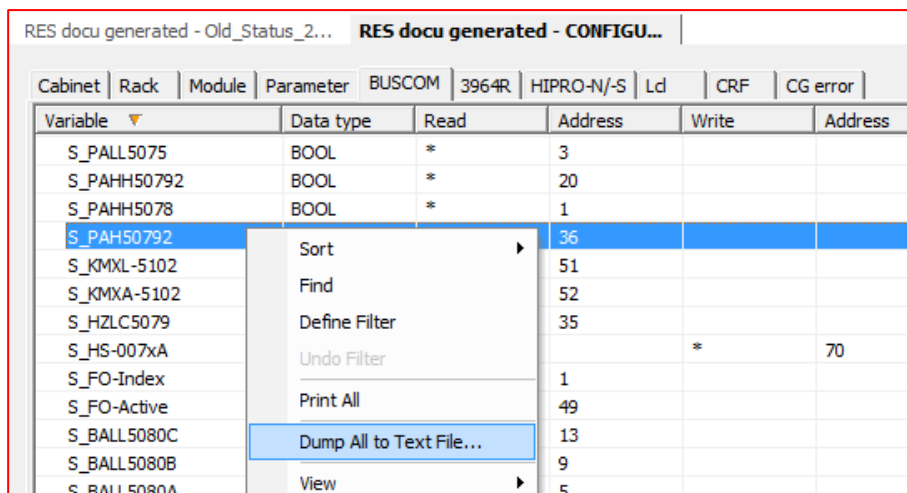 RES docu generated - Old_Status_2... RES docu generated - CONFIGU...
Cabinet Rack Module Parameter BUSCOM 3964R HIPRO-N/-S Lcl CRF CG error
Variable Data type Read Address Write Address
S_PALL5075 BOOL * 3
S_PAHH50792 BOOL * 20
S_PAHH5078 BOOL * 1
S_PAH50792 36
S_KMXL-5102 51
S_KMXA-5102 52
S_HZLC5079 35
S_HS-007xA * 70
S_FO-Index 1
S_FO-Active 49
S_BALL5080C 13
S_BALL5080B 9
S_BALL5080A 5
Sort
Find
Define Filter
Undo Filter
Print All
Dump All to Text File...
View